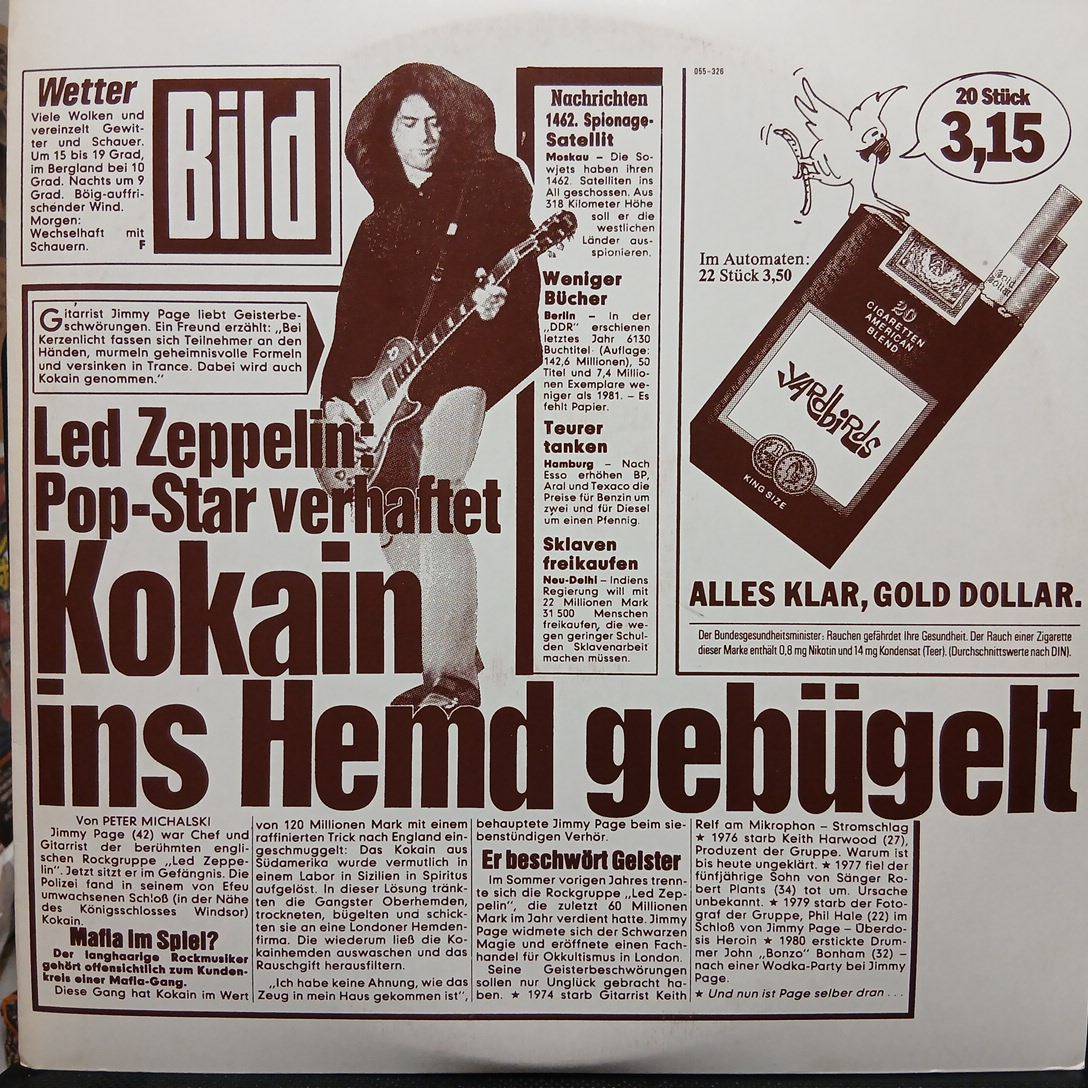 Wetter
Viele Wolken und
vereinzelt Gewit-
ter und Schauer.
Um 15 bis 19 Grad,
im Bergland bei 10
Grad. Nachts um 9
Grad. Böig-auffri-
schender Wind.
Morgen:
Wechselhaft mit
Schauern. F
Bild
Gitarrist Jimmy Page liebt Geisterbe-
schwörungen. Ein Freund erzählt: „Bei
Kerzenlicht fassen sich Teilnehmer an den
Händen, murmeln geheimnisvolle Formeln
und versinken in Trance. Dabei wird auch
Kokain genommen.“
Led Zeppelin:
Pop-Star verhaftet
Kokain
ins Hemd gebügelt
Nachrichten
1462. Spionage-
Satellit
Moskau – Die So-
wjets haben ihren
1462. Satelliten ins
All geschossen. Aus
318 Kilometer Höhe
soll er die
westlichen
Länder aus-
spionieren.
Weniger
Bücher
Berlin – In der
„DDR“ erschienen
letztes Jahr 6130
Buchtitel (Auflage:
142,6 Millionen), 50
Titel und 7,4 Millio-
nen Exemplare we-
niger als 1981. – Es
fehlt Papier.
Teurer
tanken
Hamburg – Nach
Esso erhöhen BP,
Aral und Texaco die
Preise für Benzin um
zwei und für Diesel
um einen Pfennig.
Sklaven
freikaufen
Neu-Delhi – Indiens
Regierung will mit
22 Millionen Mark
31 500 Menschen
freikaufen, die we-
gen geringer Schul-
den Sklavenarbeit
machen müssen.
055-326
20 Stück
3,15
Im Automaten:
22 Stück 3,50
20
CIGARETTEN
AMERICAN
BLEND
YARDBIRDS
KING SIZE
ALLES KLAR, GOLD DOLLAR.
Der Bundesgesundheitsminister: Rauchen gefährdet Ihre Gesundheit. Der Rauch einer Zigarette
dieser Marke enthält 0,8 mg Nikotin und 14 mg Kondensat (Teer). (Durchschnittswerte nach DIN).
Von PETER MICHALSKI
Jimmy Page (42) war Chef und
Gitarrist der berühmten engli-
schen Rockgruppe „Led Zeppe-
lin“. Jetzt sitzt er im Gefängnis. Die
Polizei fand in seinem von Efeu
umwachsenen Schloß (in der Nähe
des Königsschlosses Windsor)
Kokain.
Mafia im Spiel?
Der langhaarige Rockmusiker
gehört offensichtlich zum Kunden-
kreis einer Mafia-Gang.
Diese Gang hat Kokain im Wert
von 120 Millionen Mark mit einem
raffinierten Trick nach England ein-
geschmuggelt: Das Kokain aus
Südamerika wurde vermutlich in
einem Labor in Sizilien in Spiritus
aufgelöst. In dieser Lösung tränk-
ten die Gangster Oberhemden,
trockneten, bügelten und schick-
ten sie an eine Londoner Hemden-
firma. Die wiederum ließ die Ko-
kainhemden auswaschen und das
Rauschgift herausfiltern.
„Ich habe keine Ahnung, wie das
Zeug in mein Haus gekommen ist“,
behauptete Jimmy Page beim sie-
benstündigen Verhör.
Er beschwört Geister
Im Sommer vorigen Jahres trenn-
te sich die Rockgruppe „Led Zep-
pelin“, die zuletzt 60 Millionen
Mark im Jahr verdient hatte. Jimmy
Page widmete sich der Schwarzen
Magie und eröffnete einen Fach-
handel für Okkultismus in London.
Seine Geisterbeschwörungen
sollen nur Unglück gebracht ha-
ben. ★ 1974 starb Gitarrist Keith
Relf am Mikrophon – Stromschlag
★ 1976 starb Keith Harwood (27),
Produzent der Gruppe. Warum ist
bis heute ungeklärt. ★ 1977 fiel der
fünfjährige Sohn von Sänger Ro-
bert Plants (34) tot um. Ursache
unbekannt. ★ 1979 starb der Foto-
graf der Gruppe, Phil Hale (22) im
Schloß von Jimmy Page – Überdo-
sis Heroin ★ 1980 erstickte Drum-
mer John „Bonzo“ Bonham (32) –
nach einer Wodka-Party bei Jimmy
Page.
★ Und nun ist Page selber dran . . .